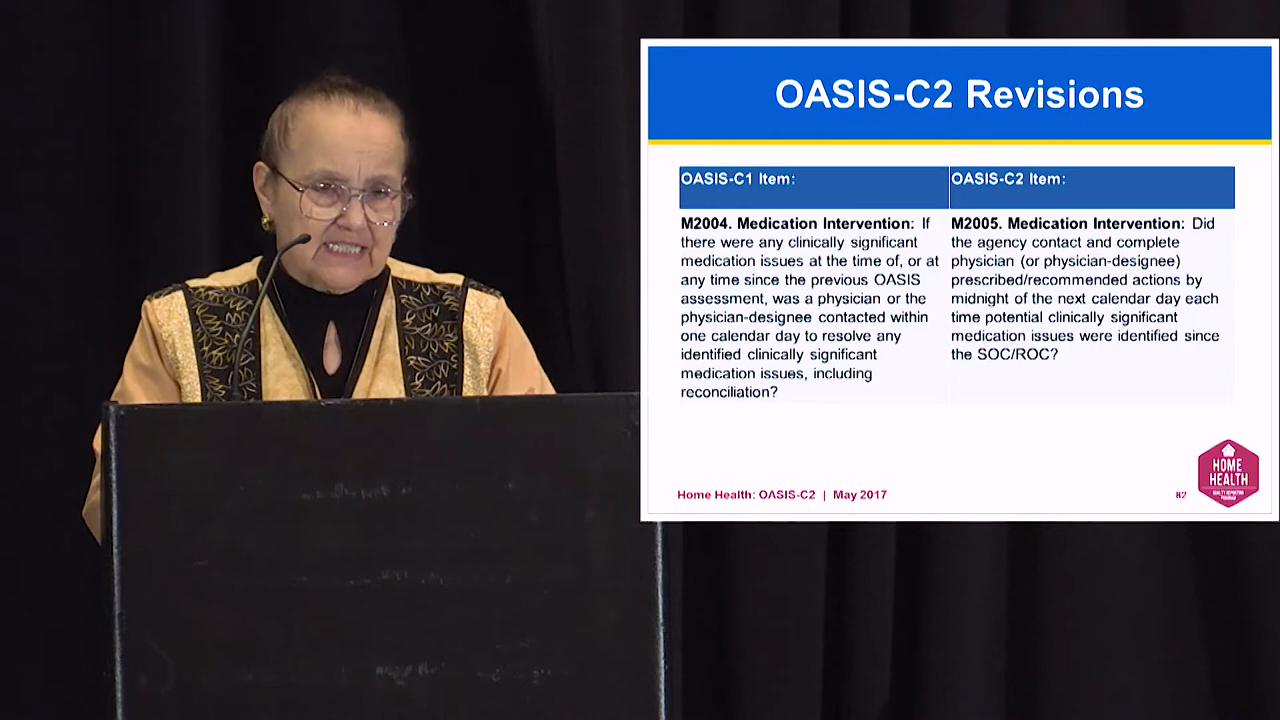 OASIS-C2 Revisions
OASIS-C1 Item:
OASIS-C2 Item:
M2004. Medication Intervention: If
there were any clinically significant
medication issues at the time of, or at
any time since the previous OASIS
assessment, was a physician or the
physician-designee contacted within
one calendar day to resolve any
identified clinically significant
medication issues, including
reconciliation?
M2005. Medication Intervention: Did
the agency contact and complete
physician (or physician-designee)
prescribed/recommended actions by
midnight of the next calendar day each
time potential clinically significant
medication issues were identified since
the SOC/ROC?
Home Health: OASIS-C2 | May 2017
82
HOME
HEALTH
QUALITY REPORTING
PROGRAM